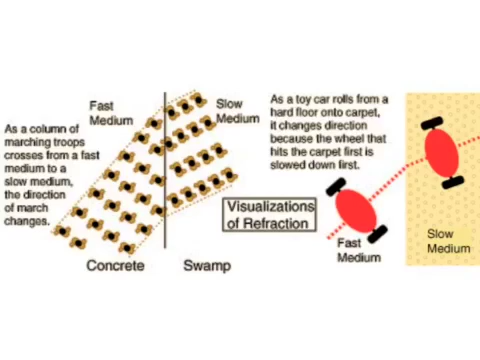 Fast
Medium
Slow
Medium
As a column of
marching troops
crosses from a fast
medium to a
slow medium,
the direction
of march
changes.
Concrete
Swamp
As a toy car rolls from a
hard floor onto carpet,
it changes direction
because the wheel that
hits the carpet first is
slowed down first.
Visualizations
of Refraction
Fast
Medium
Slow
Medium